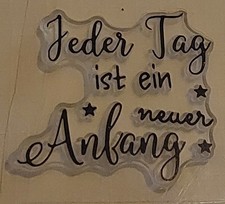 Jeder Tag
ist ein
neuer
Anfang